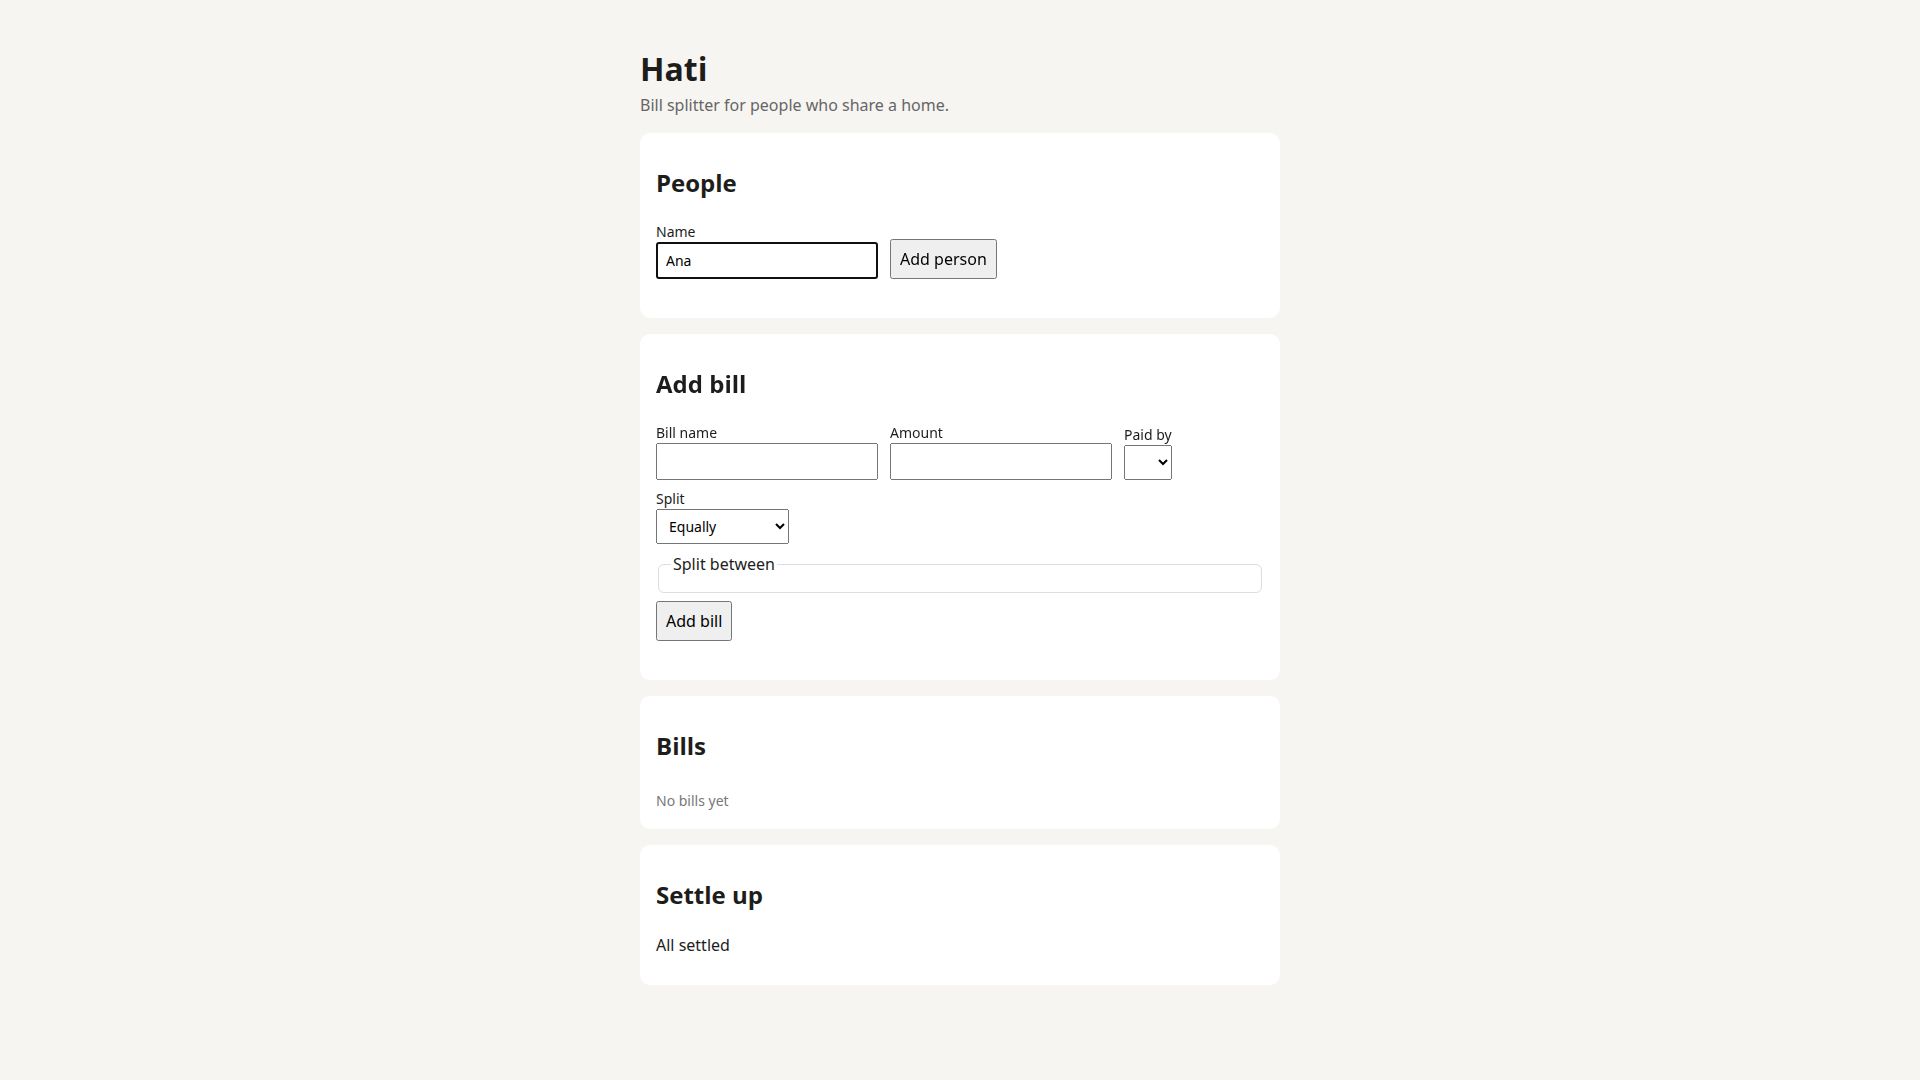 Hati
Bill splitter for people who share a home.
People
Name
Ana
Add person
Add bill
Bill name
Amount
Paid by
Split
Equally
Split between
Add bill
Bills
No bills yet
Settle up
All settled